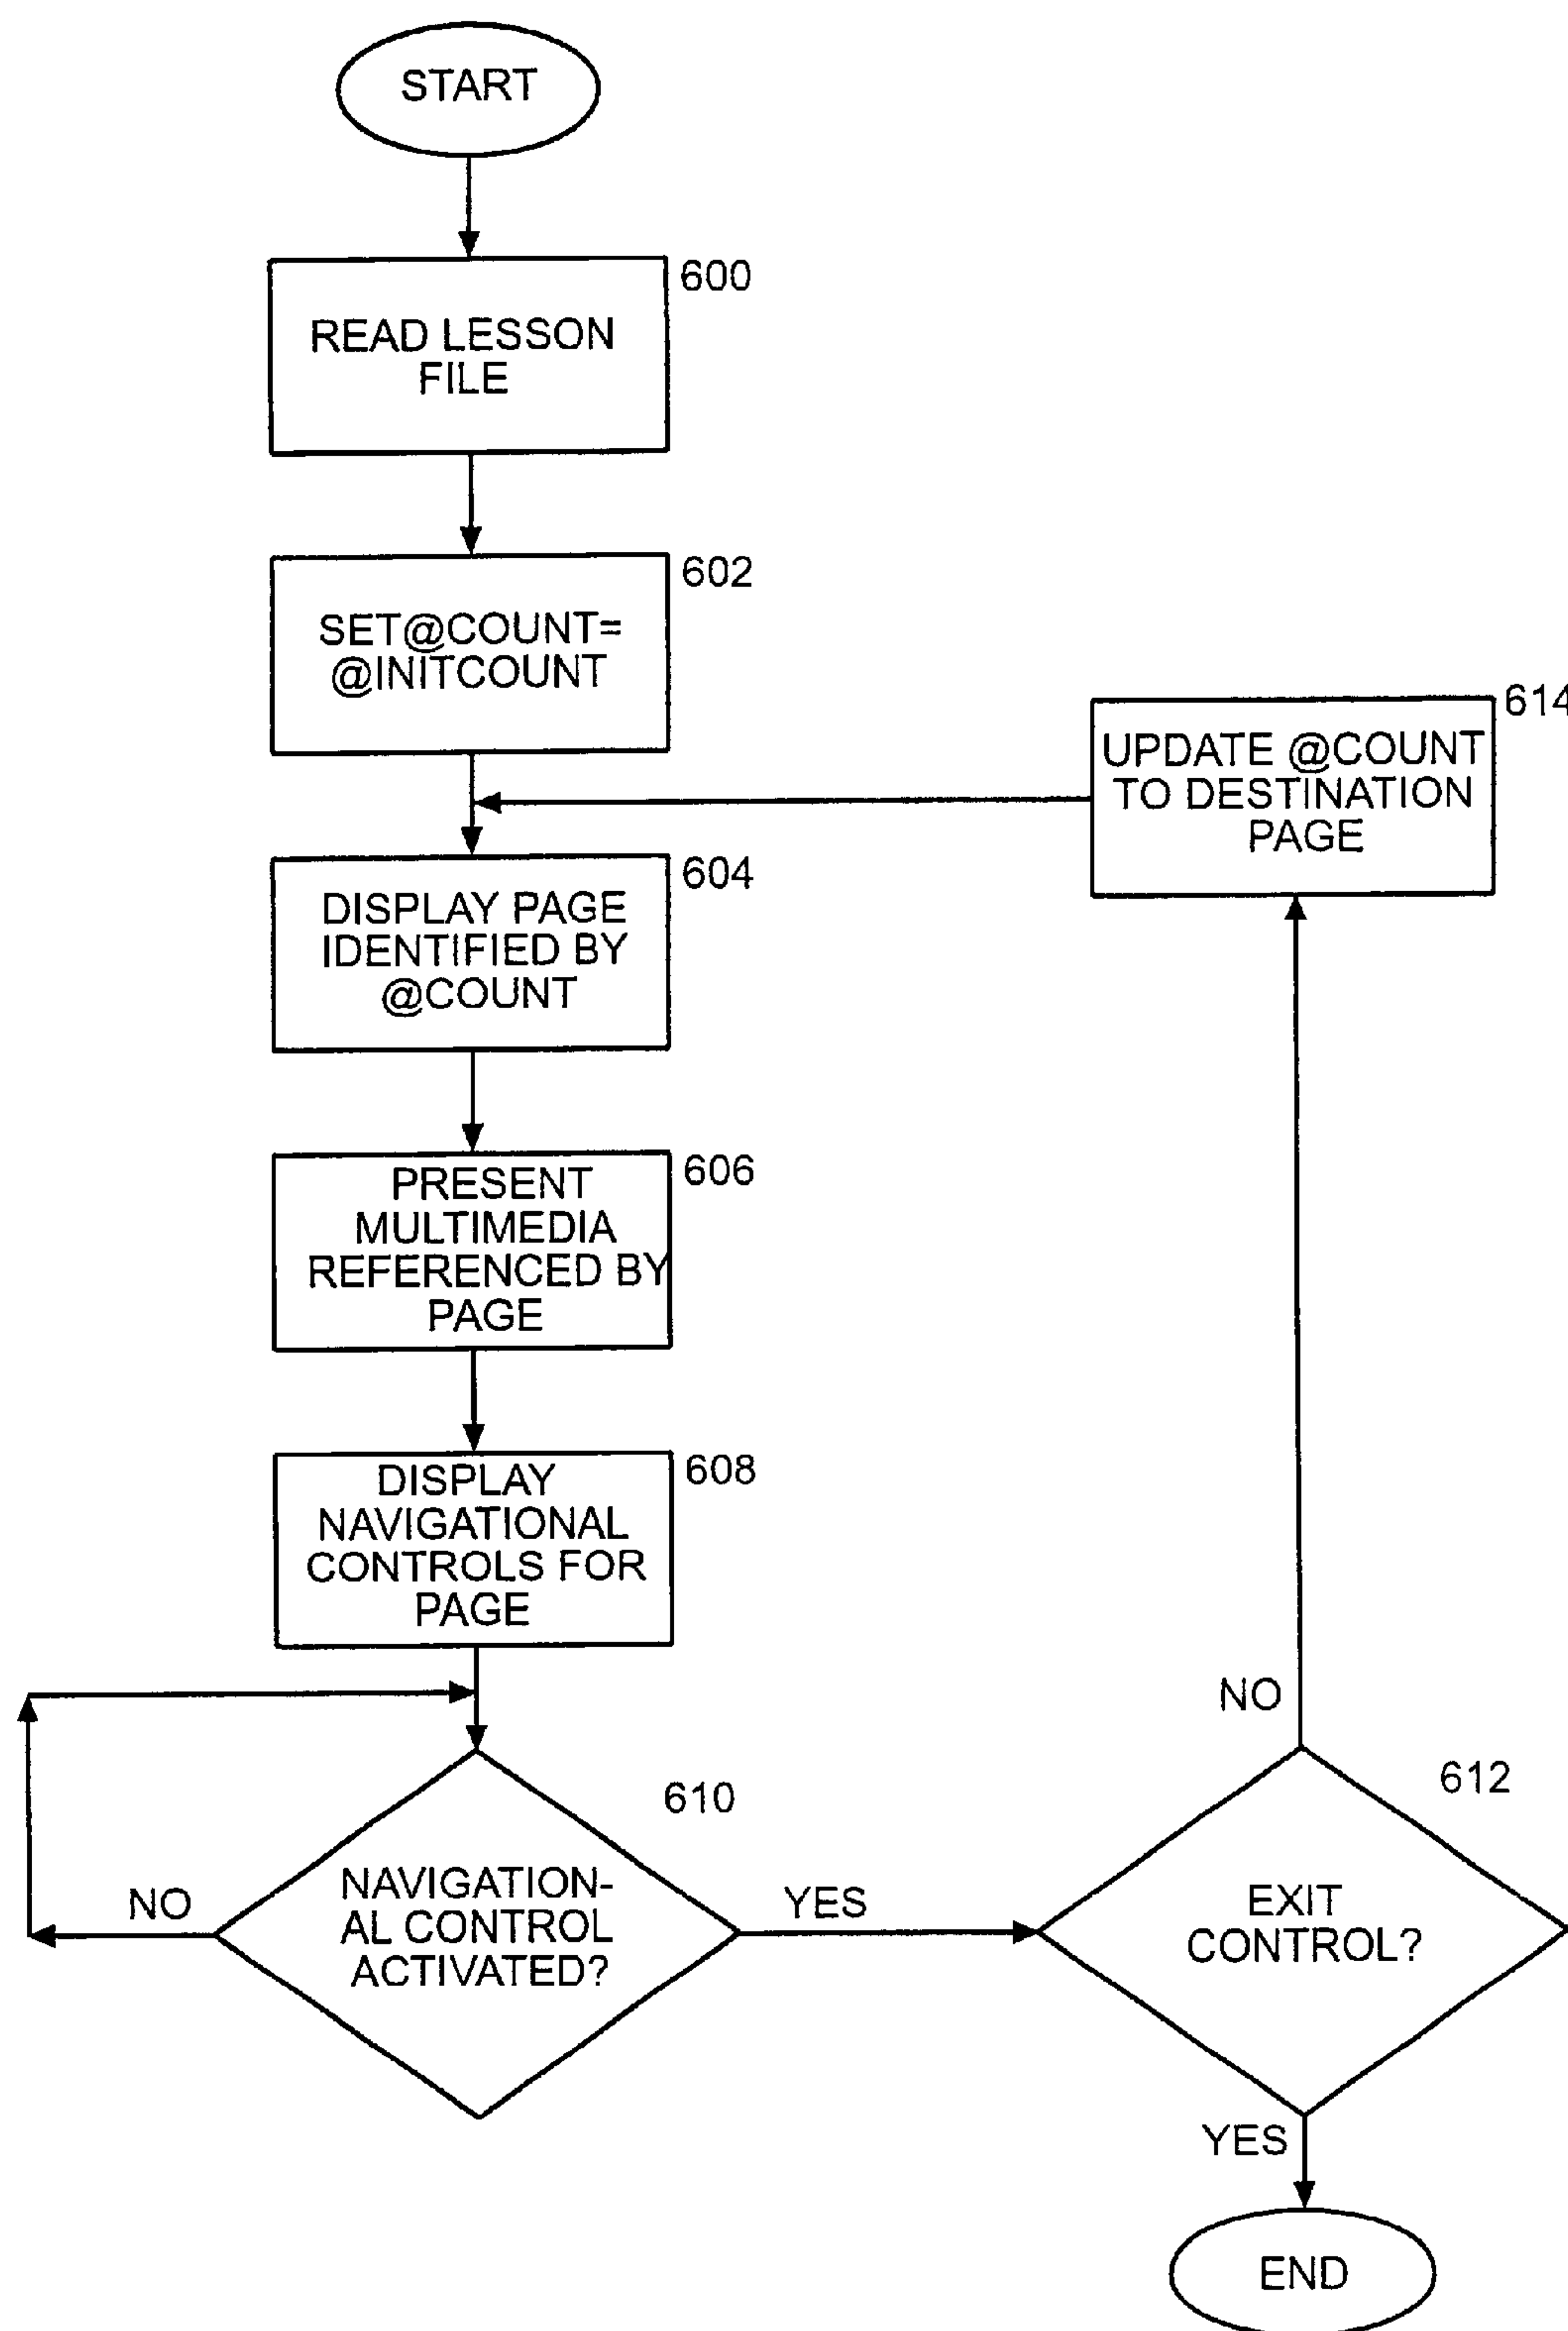 START
600
READ LESSON
FILE
602
SET@COUNT=
@INITCOUNT
614
UPDATE @COUNT
TO DESTINATION
PAGE
604
DISPLAY PAGE
IDENTIFIED BY
@COUNT
606
PRESENT
MULTIMEDIA
REFERENCED BY
PAGE
608
DISPLAY
NAVIGATIONAL
CONTROLS FOR
PAGE
610
NAVIGATION-
AL CONTROL
ACTIVATED?
NO
YES
612
EXIT
CONTROL?
NO
YES
END